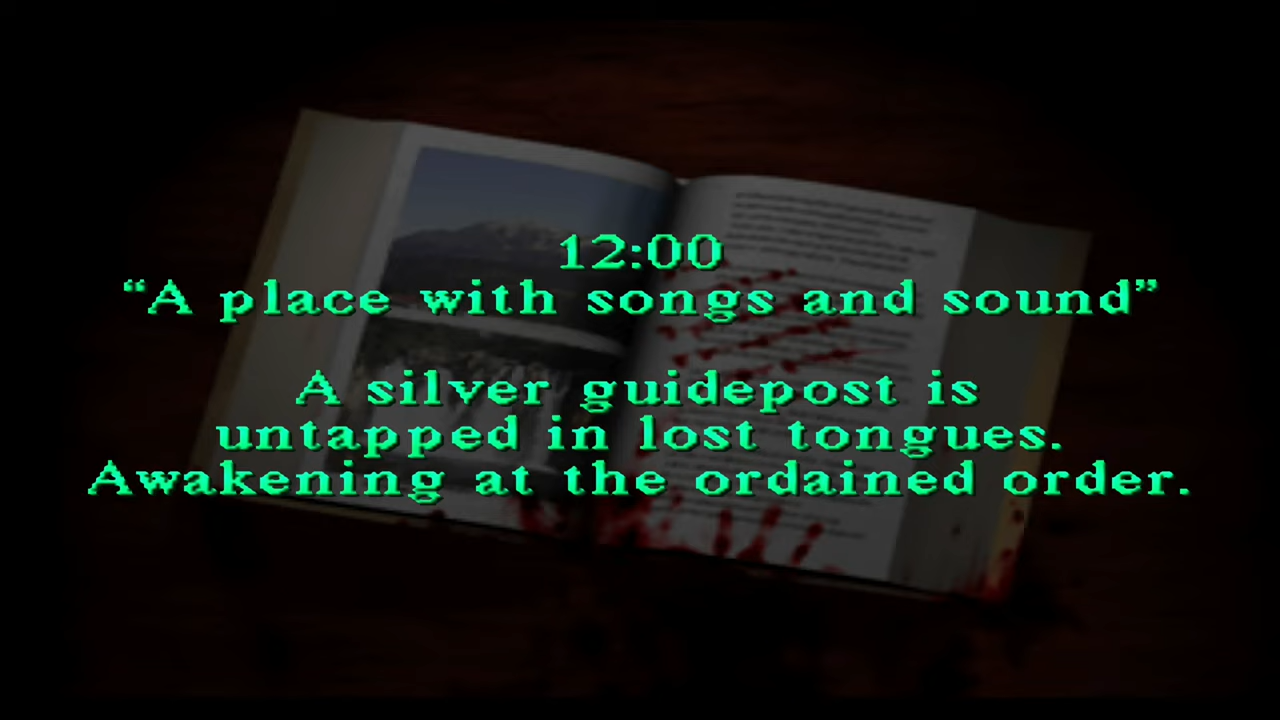 12:00
“A place with songs and sound”
A silver guidepost is
untapped in lost tongues.
Awakening at the ordained order.